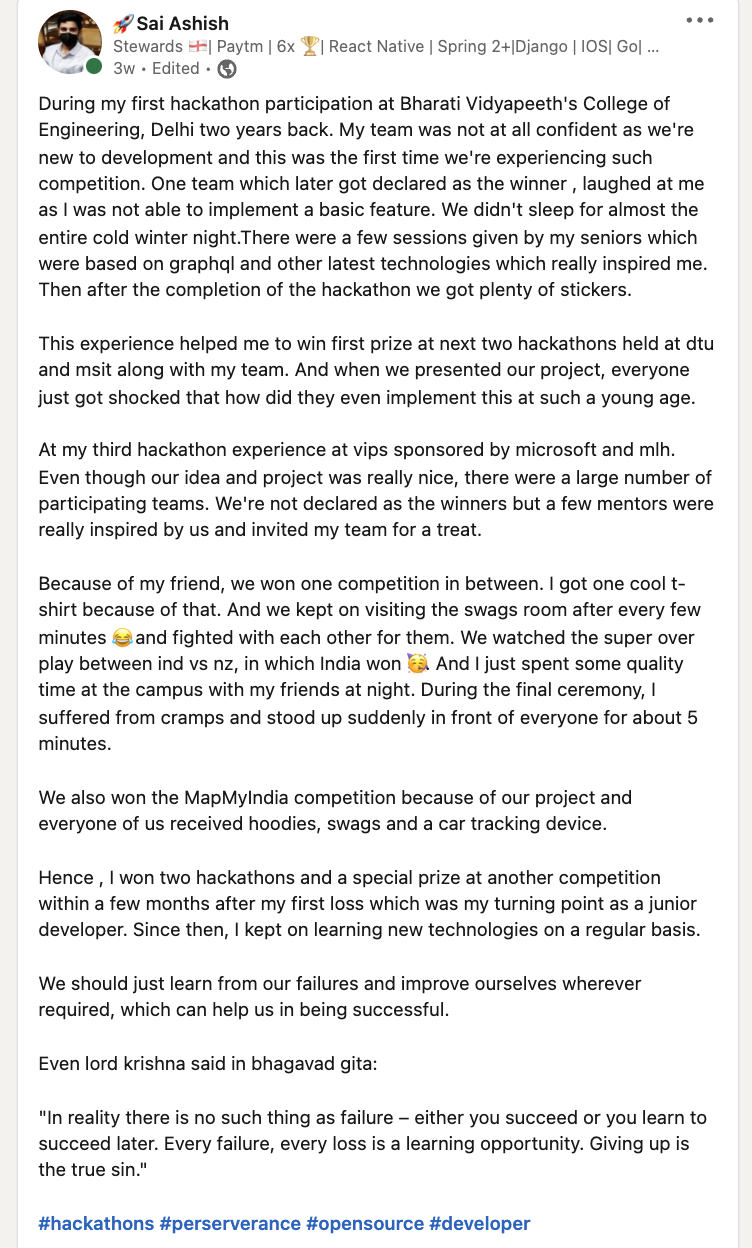 🚀Sai Ashish
Stewards 🏴󠁧󠁢󠁥󠁮󠁧󠁿| Paytm | 6x 🏆| React Native | Spring 2+|Django | IOS| Go| ...
3w • Edited •
During my first hackathon participation at Bharati Vidyapeeth's College of
Engineering, Delhi two years back. My team was not at all confident as we're
new to development and this was the first time we're experiencing such
competition. One team which later got declared as the winner , laughed at me
as I was not able to implement a basic feature. We didn't sleep for almost the
entire cold winter night.There were a few sessions given by my seniors which
were based on graphql and other latest technologies which really inspired me.
Then after the completion of the hackathon we got plenty of stickers.
This experience helped me to win first prize at next two hackathons held at dtu
and msit along with my team. And when we presented our project, everyone
just got shocked that how did they even implement this at such a young age.
At my third hackathon experience at vips sponsored by microsoft and mlh.
Even though our idea and project was really nice, there were a large number of
participating teams. We're not declared as the winners but a few mentors were
really inspired by us and invited my team for a treat.
Because of my friend, we won one competition in between. I got one cool t-
shirt because of that. And we kept on visiting the swags room after every few
minutes 😂and fighted with each other for them. We watched the super over
play between ind vs nz, in which India won 🥳. And I just spent some quality
time at the campus with my friends at night. During the final ceremony, I
suffered from cramps and stood up suddenly in front of everyone for about 5
minutes.
We also won the MapMyIndia competition because of our project and
everyone of us received hoodies, swags and a car tracking device.
Hence , I won two hackathons and a special prize at another competition
within a few months after my first loss which was my turning point as a junior
developer. Since then, I kept on learning new technologies on a regular basis.
We should just learn from our failures and improve ourselves wherever
required, which can help us in being successful.
Even lord krishna said in bhagavad gita:
"In reality there is no such thing as failure – either you succeed or you learn to
succeed later. Every failure, every loss is a learning opportunity. Giving up is
the true sin."
#hackathons #perserverance #opensource #developer